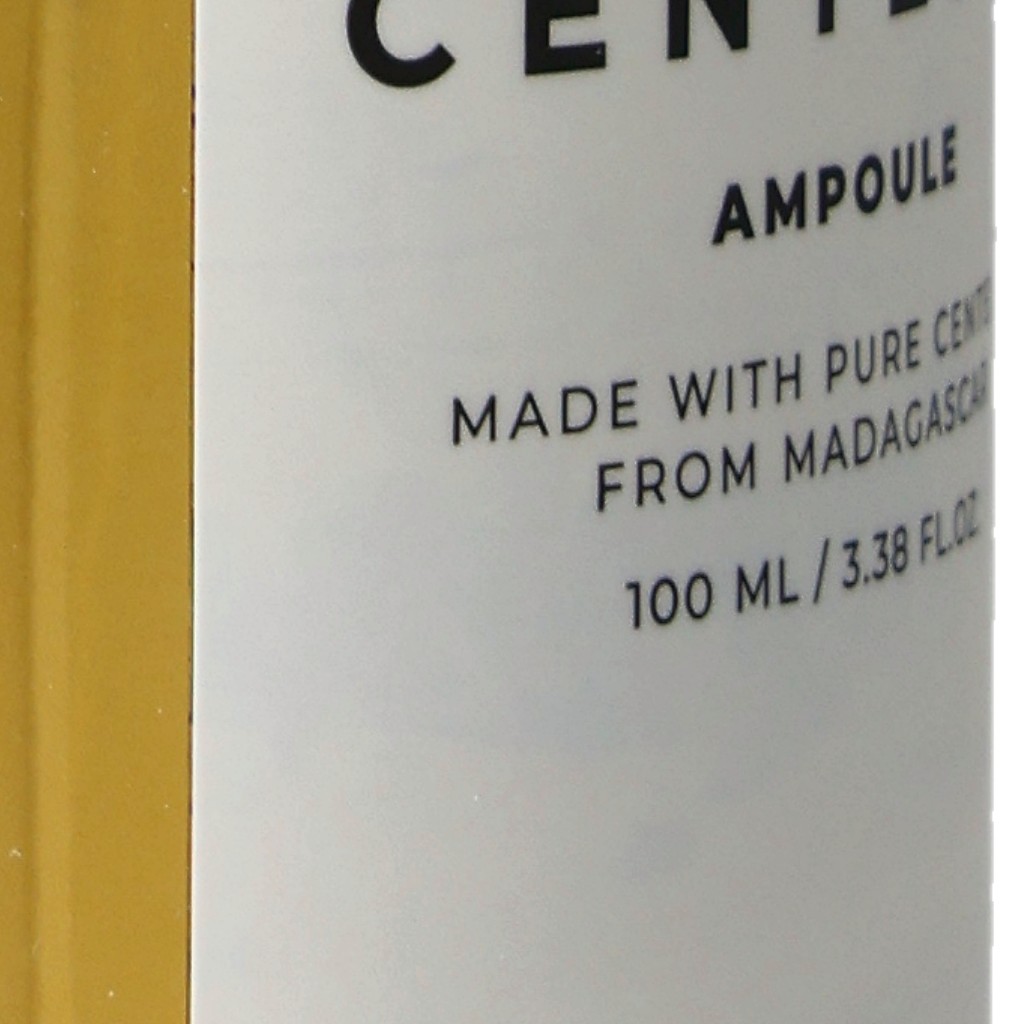 AMPOULE
MADE WITH PURE
FROM MADAGASCAR
100 ML / 3.38 FL.OZ